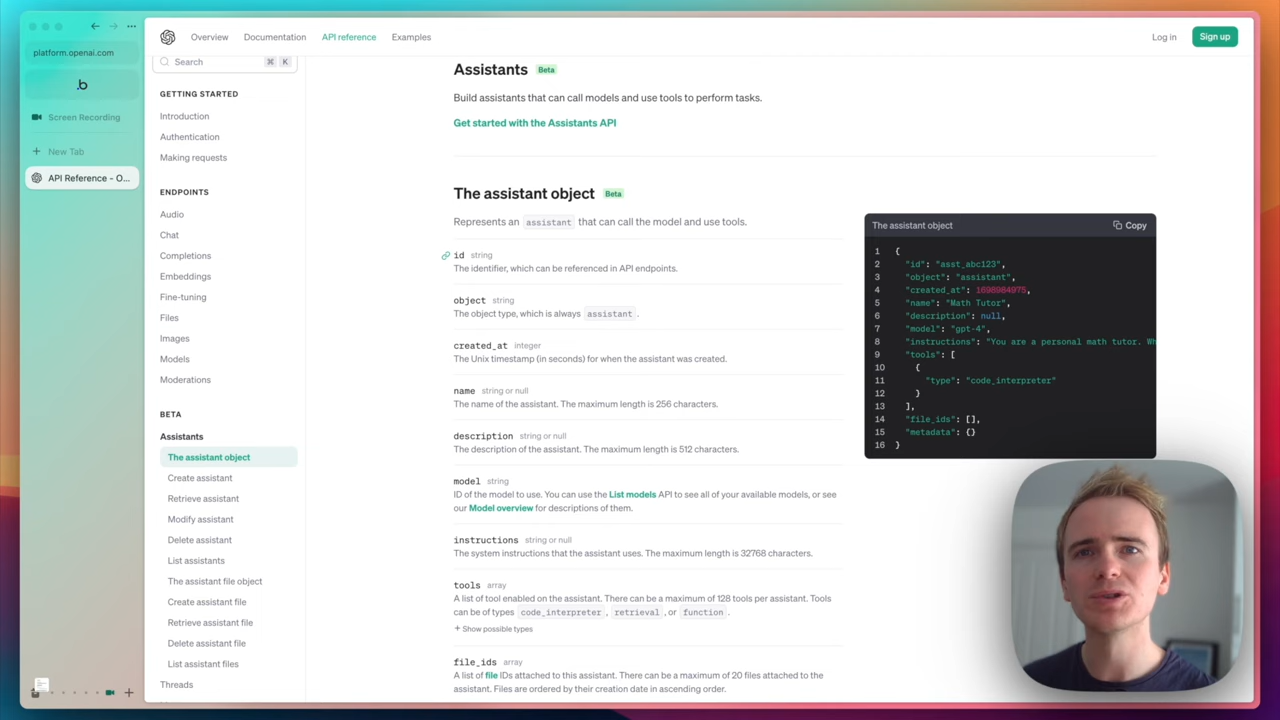 platform.openai.com
Screen Recording
New Tab
API Reference - O...
Overview
Documentation
API reference
Examples
Log in
Sign up
Search
⌘
K
GETTING STARTED
Introduction
Authentication
Making requests
ENDPOINTS
Audio
Chat
Completions
Embeddings
Fine-tuning
Files
Images
Models
Moderations
BETA
Assistants
The assistant object
Create assistant
Retrieve assistant
Modify assistant
Delete assistant
List assistants
The assistant file object
Create assistant file
Retrieve assistant file
Delete assistant file
List assistant files
Threads
Assistants Beta
Build assistants that can call models and use tools to perform tasks.
Get started with the Assistants API
The assistant object Beta
Represents an assistant that can call the model and use tools.
id string
The identifier, which can be referenced in API endpoints.
object string
The object type, which is always assistant.
created_at integer
The Unix timestamp (in seconds) for when the assistant was created.
name string or null
The name of the assistant. The maximum length is 256 characters.
description string or null
The description of the assistant. The maximum length is 512 characters.
model string
ID of the model to use. You can use the List models API to see all of your available models, or see
our Model overview for descriptions of them.
instructions string or null
The system instructions that the assistant uses. The maximum length is 32768 characters.
tools array
A list of tool enabled on the assistant. There can be a maximum of 128 tools per assistant. Tools
can be of types code_interpreter, retrieval, or function.
+ Show possible types
file_ids array
A list of file IDs attached to this assistant. There can be a maximum of 20 files attached to the
assistant. Files are ordered by their creation date in ascending order.
The assistant object
Copy
1 {
2 "id": "asst_abc123",
3 "object": "assistant",
4 "created_at": 1698984975,
5 "name": "Math Tutor",
6 "description": null,
7 "model": "gpt-4",
8 "instructions": "You are a personal math tutor. Wh
9 "tools": [
10 {
11 "type": "code_interpreter"
12 }
13 ],
14 "file_ids": [],
15 "metadata": {}
16 }